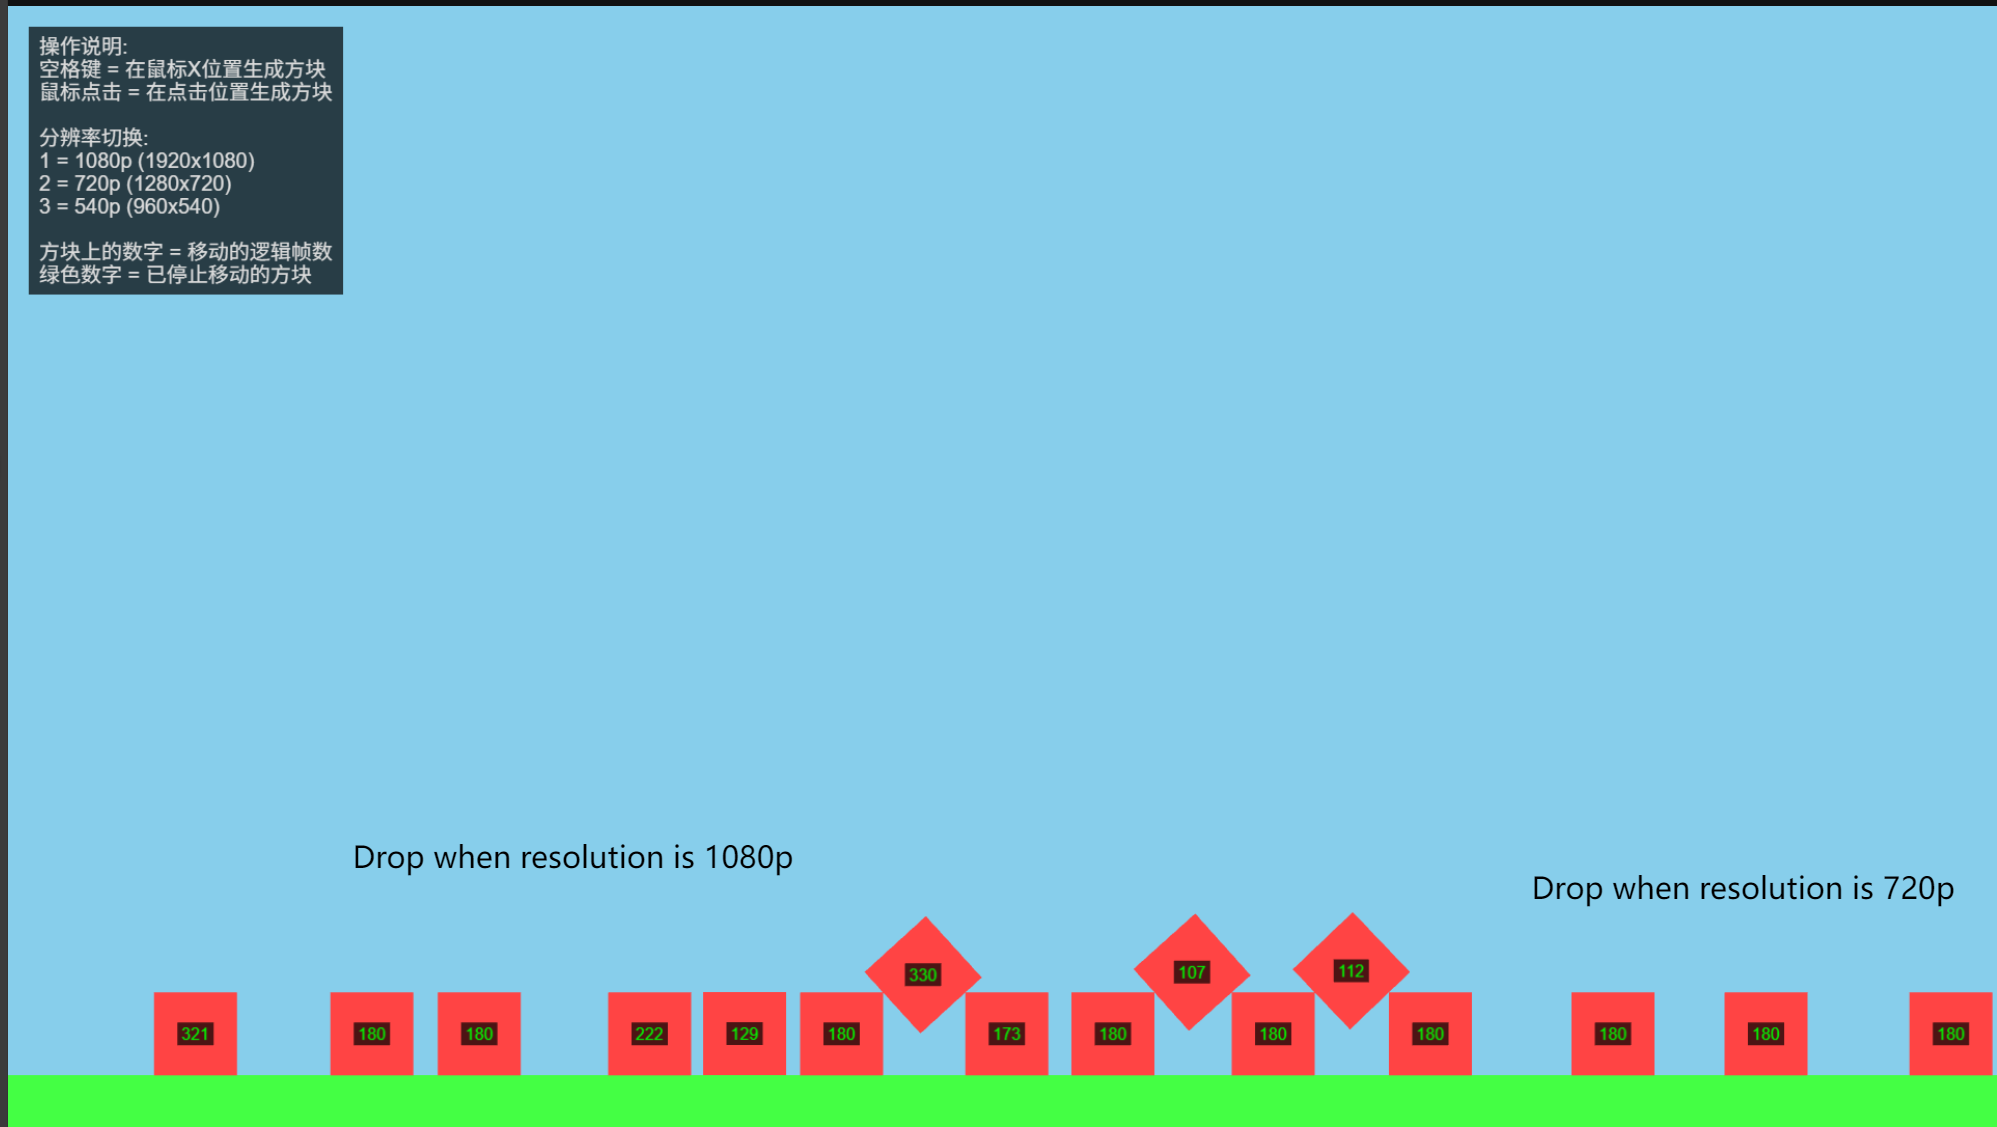 操作说明:
空格键 = 在鼠标X位置生成方块
鼠标点击 = 在点击位置生成方块
分辨率切换:
1 = 1080p (1920x1080)
2 = 720p (1280x720)
3 = 540p (960x540)
方块上的数字 = 移动的逻辑帧数
绿色数字 = 已停止移动的方块
Drop when resolution is 1080p
Drop when resolution is 720p
330
107
112
321
180
180
222
129
180
173
180
180
180
180
180
180